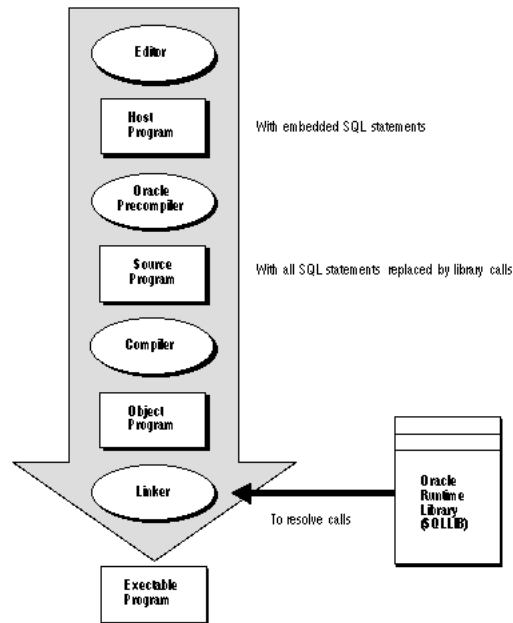 Editor
Host
Program
With embedded SQL statements
Oracle
Precompiler
Source
Program
With all SQL statements replaced by library calls
Compiler
Object
Program
Linker
To resolve calls
Oracle
Runtime
Library
(SQLLIB)
Exectable
Program